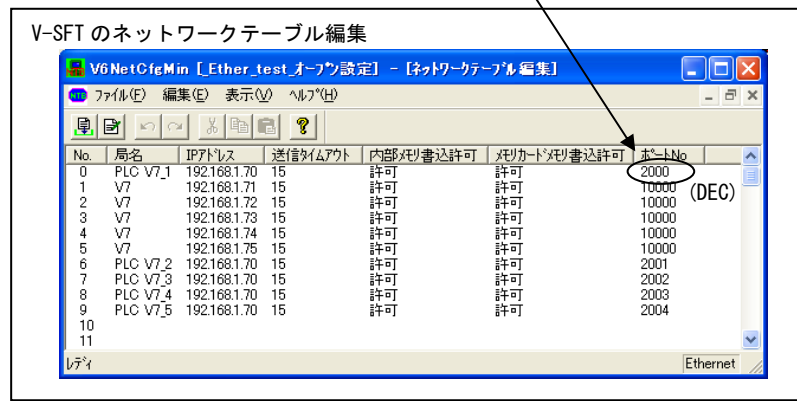 V-SFT のネットワークテーブル編集
V6NetCfgMin [_Ether_test_ｵｰﾌﾟﾝ設定] - [ﾈｯﾄﾜｰｸﾃｰﾌﾞﾙ編集]
NTE ﾌｧｲﾙ(F) 編集(E) 表示(V) ﾍﾙﾌﾟ(H)
No. 局名 IPｱﾄﾞﾚｽ 送信ﾀｲﾑｱｳﾄ 内部ﾒﾓﾘ書込許可 ﾒﾓﾘｶｰﾄﾞﾒﾓﾘ書込許可 ﾎﾟｰﾄNo
0 PLC V7_1 192.168.1.70 15 許可 許可 2000
1 V7 192.168.1.71 15 許可 許可 10000 (DEC)
2 V7 192.168.1.72 15 許可 許可 10000
3 V7 192.168.1.73 15 許可 許可 10000
4 V7 192.168.1.74 15 許可 許可 10000
5 V7 192.168.1.75 15 許可 許可 10000
6 PLC V7_2 192.168.1.70 15 許可 許可 2001
7 PLC V7_3 192.168.1.70 15 許可 許可 2002
8 PLC V7_4 192.168.1.70 15 許可 許可 2003
9 PLC V7_5 192.168.1.70 15 許可 許可 2004
10
11
ﾚﾃﾞｨ Ethernet